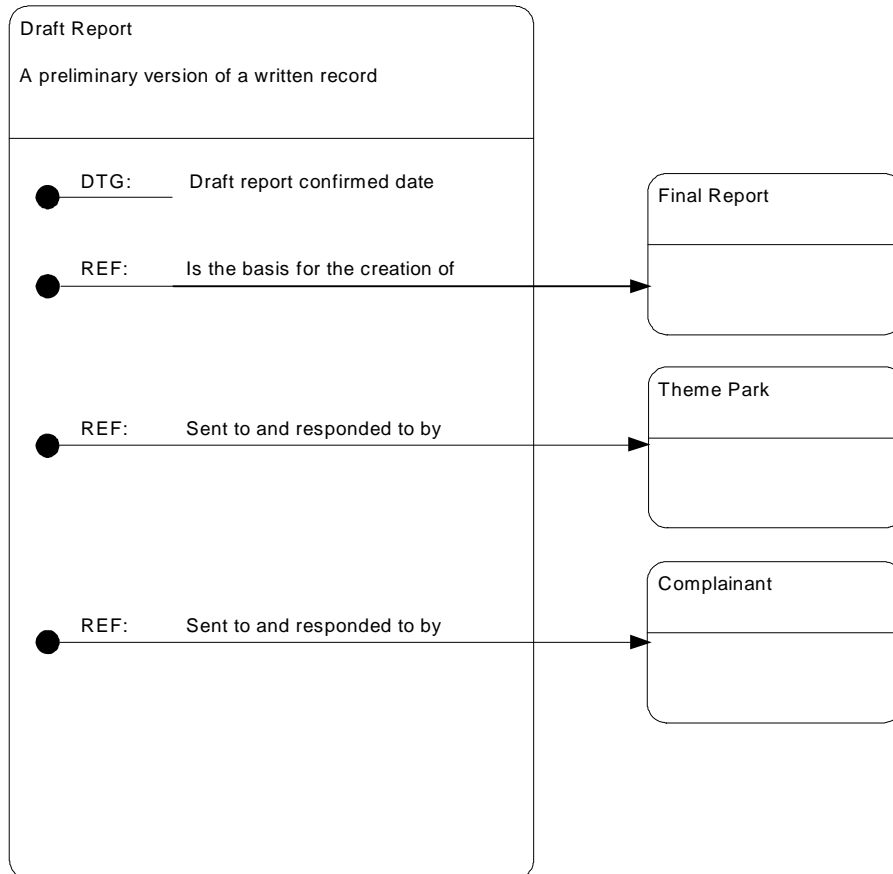 Draft Report
A preliminary version of a written record
DTG: Draft report confirmed date
Final Report
REF: Is the basis for the creation of
Theme Park
REF: Sent to and responded to by
Complainant
REF: Sent to and responded to by